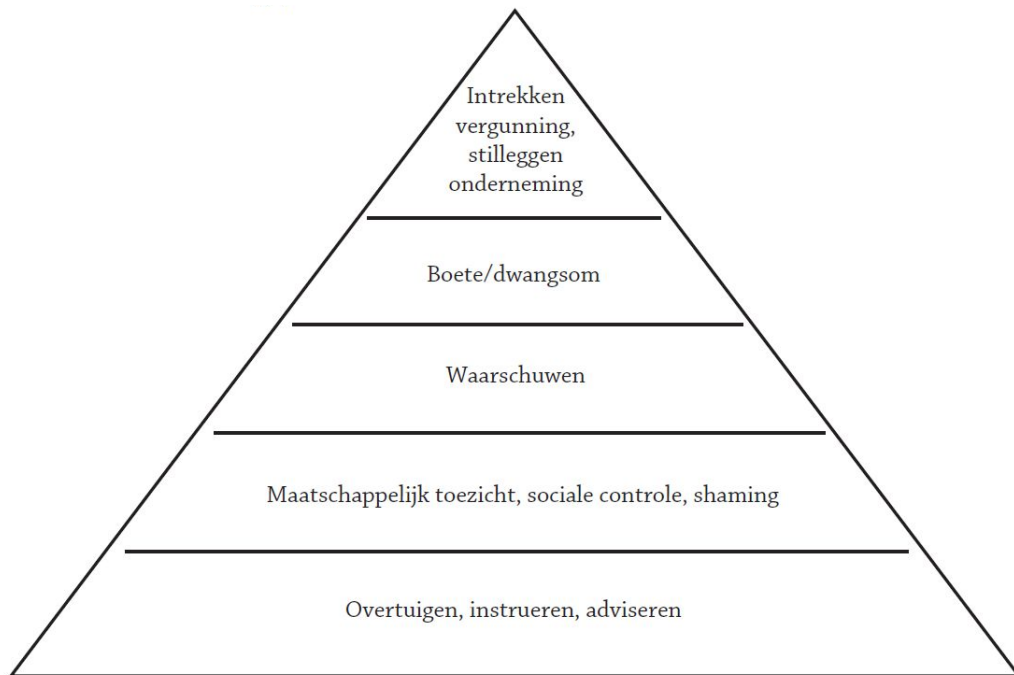 Intrekken
vergunning,
stilleggen
onderneming
Boete/dwangsom
Waarschuwen
Maatschappelijk toezicht, sociale controle, shaming
Overtuigen, instrueren, adviseren